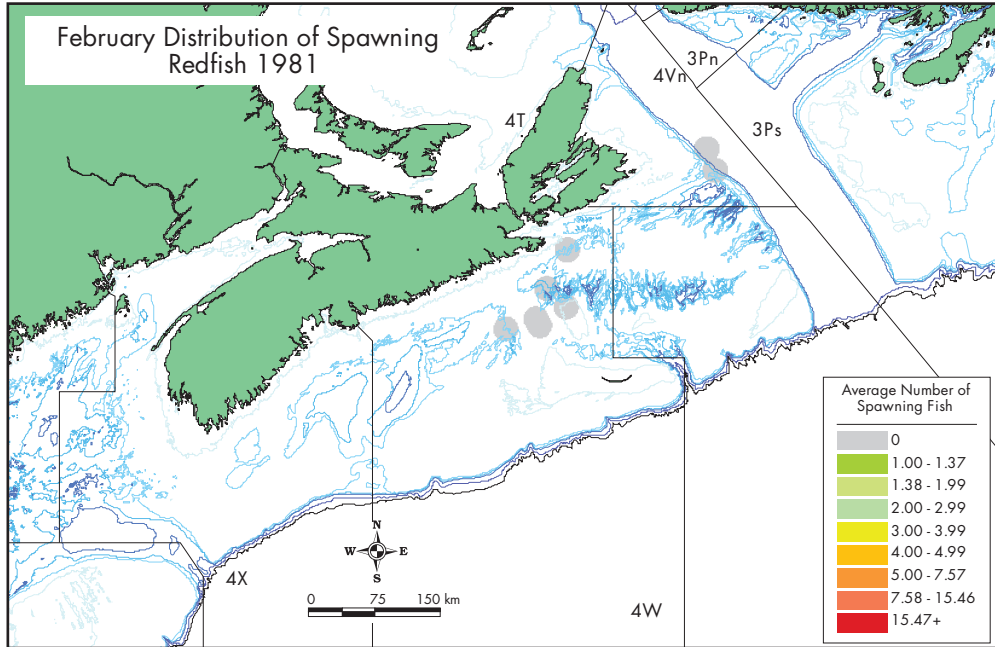 February Distribution of Spawning
Redfish 1981
3Pn
4Vn
3Ps
4T
Average Number of
Spawning Fish
0
1.00 - 1.37
1.38 - 1.99
2.00 - 2.99
3.00 - 3.99
4.00 - 4.99
5.00 - 7.57
7.58 - 15.46
15.47+
N
W E
S
4X
0 75 150 km
4W